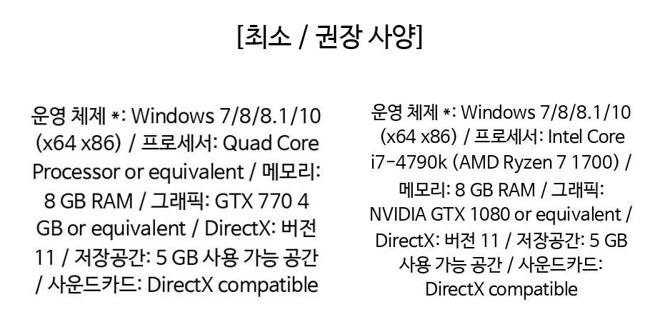 [최소 / 권장 사양]
운영 체제 *: Windows 7/8/8.1/10
(x64 x86) / 프로세서: Quad Core
Processor or equivalent / 메모리:
8 GB RAM / 그래픽: GTX 770 4
GB or equivalent / DirectX: 버전
11 / 저장공간: 5 GB 사용 가능 공간
/ 사운드카드: DirectX compatible
운영 체제 *: Windows 7/8/8.1/10
(x64 x86) / 프로세서: Intel Core
i7-4790k (AMD Ryzen 7 1700) /
메모리: 8 GB RAM / 그래픽:
NVIDIA GTX 1080 or equivalent /
DirectX: 버전 11 / 저장공간: 5 GB
사용 가능 공간 / 사운드카드:
DirectX compatible